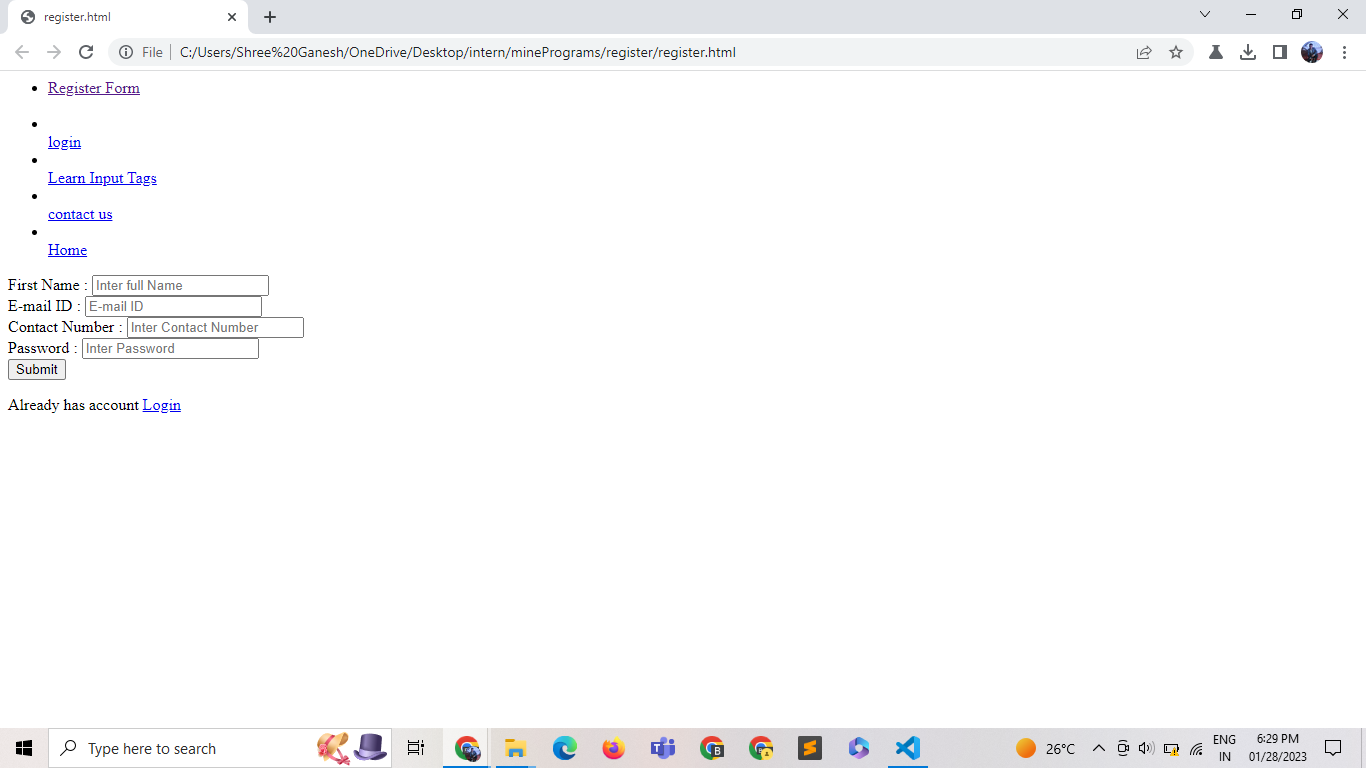 register.html
File C:/Users/Shree%20Ganesh/OneDrive/Desktop/intern/minePrograms/register/register.html
Register Form
login
Learn Input Tags
contact us
Home
First Name : Inter full Name
E-mail ID : E-mail ID
Contact Number : Inter Contact Number
Password : Inter Password
Submit
Already has account Login
Type here to search
B
A
26°C
ENG
IN
6:29 PM
01/28/2023